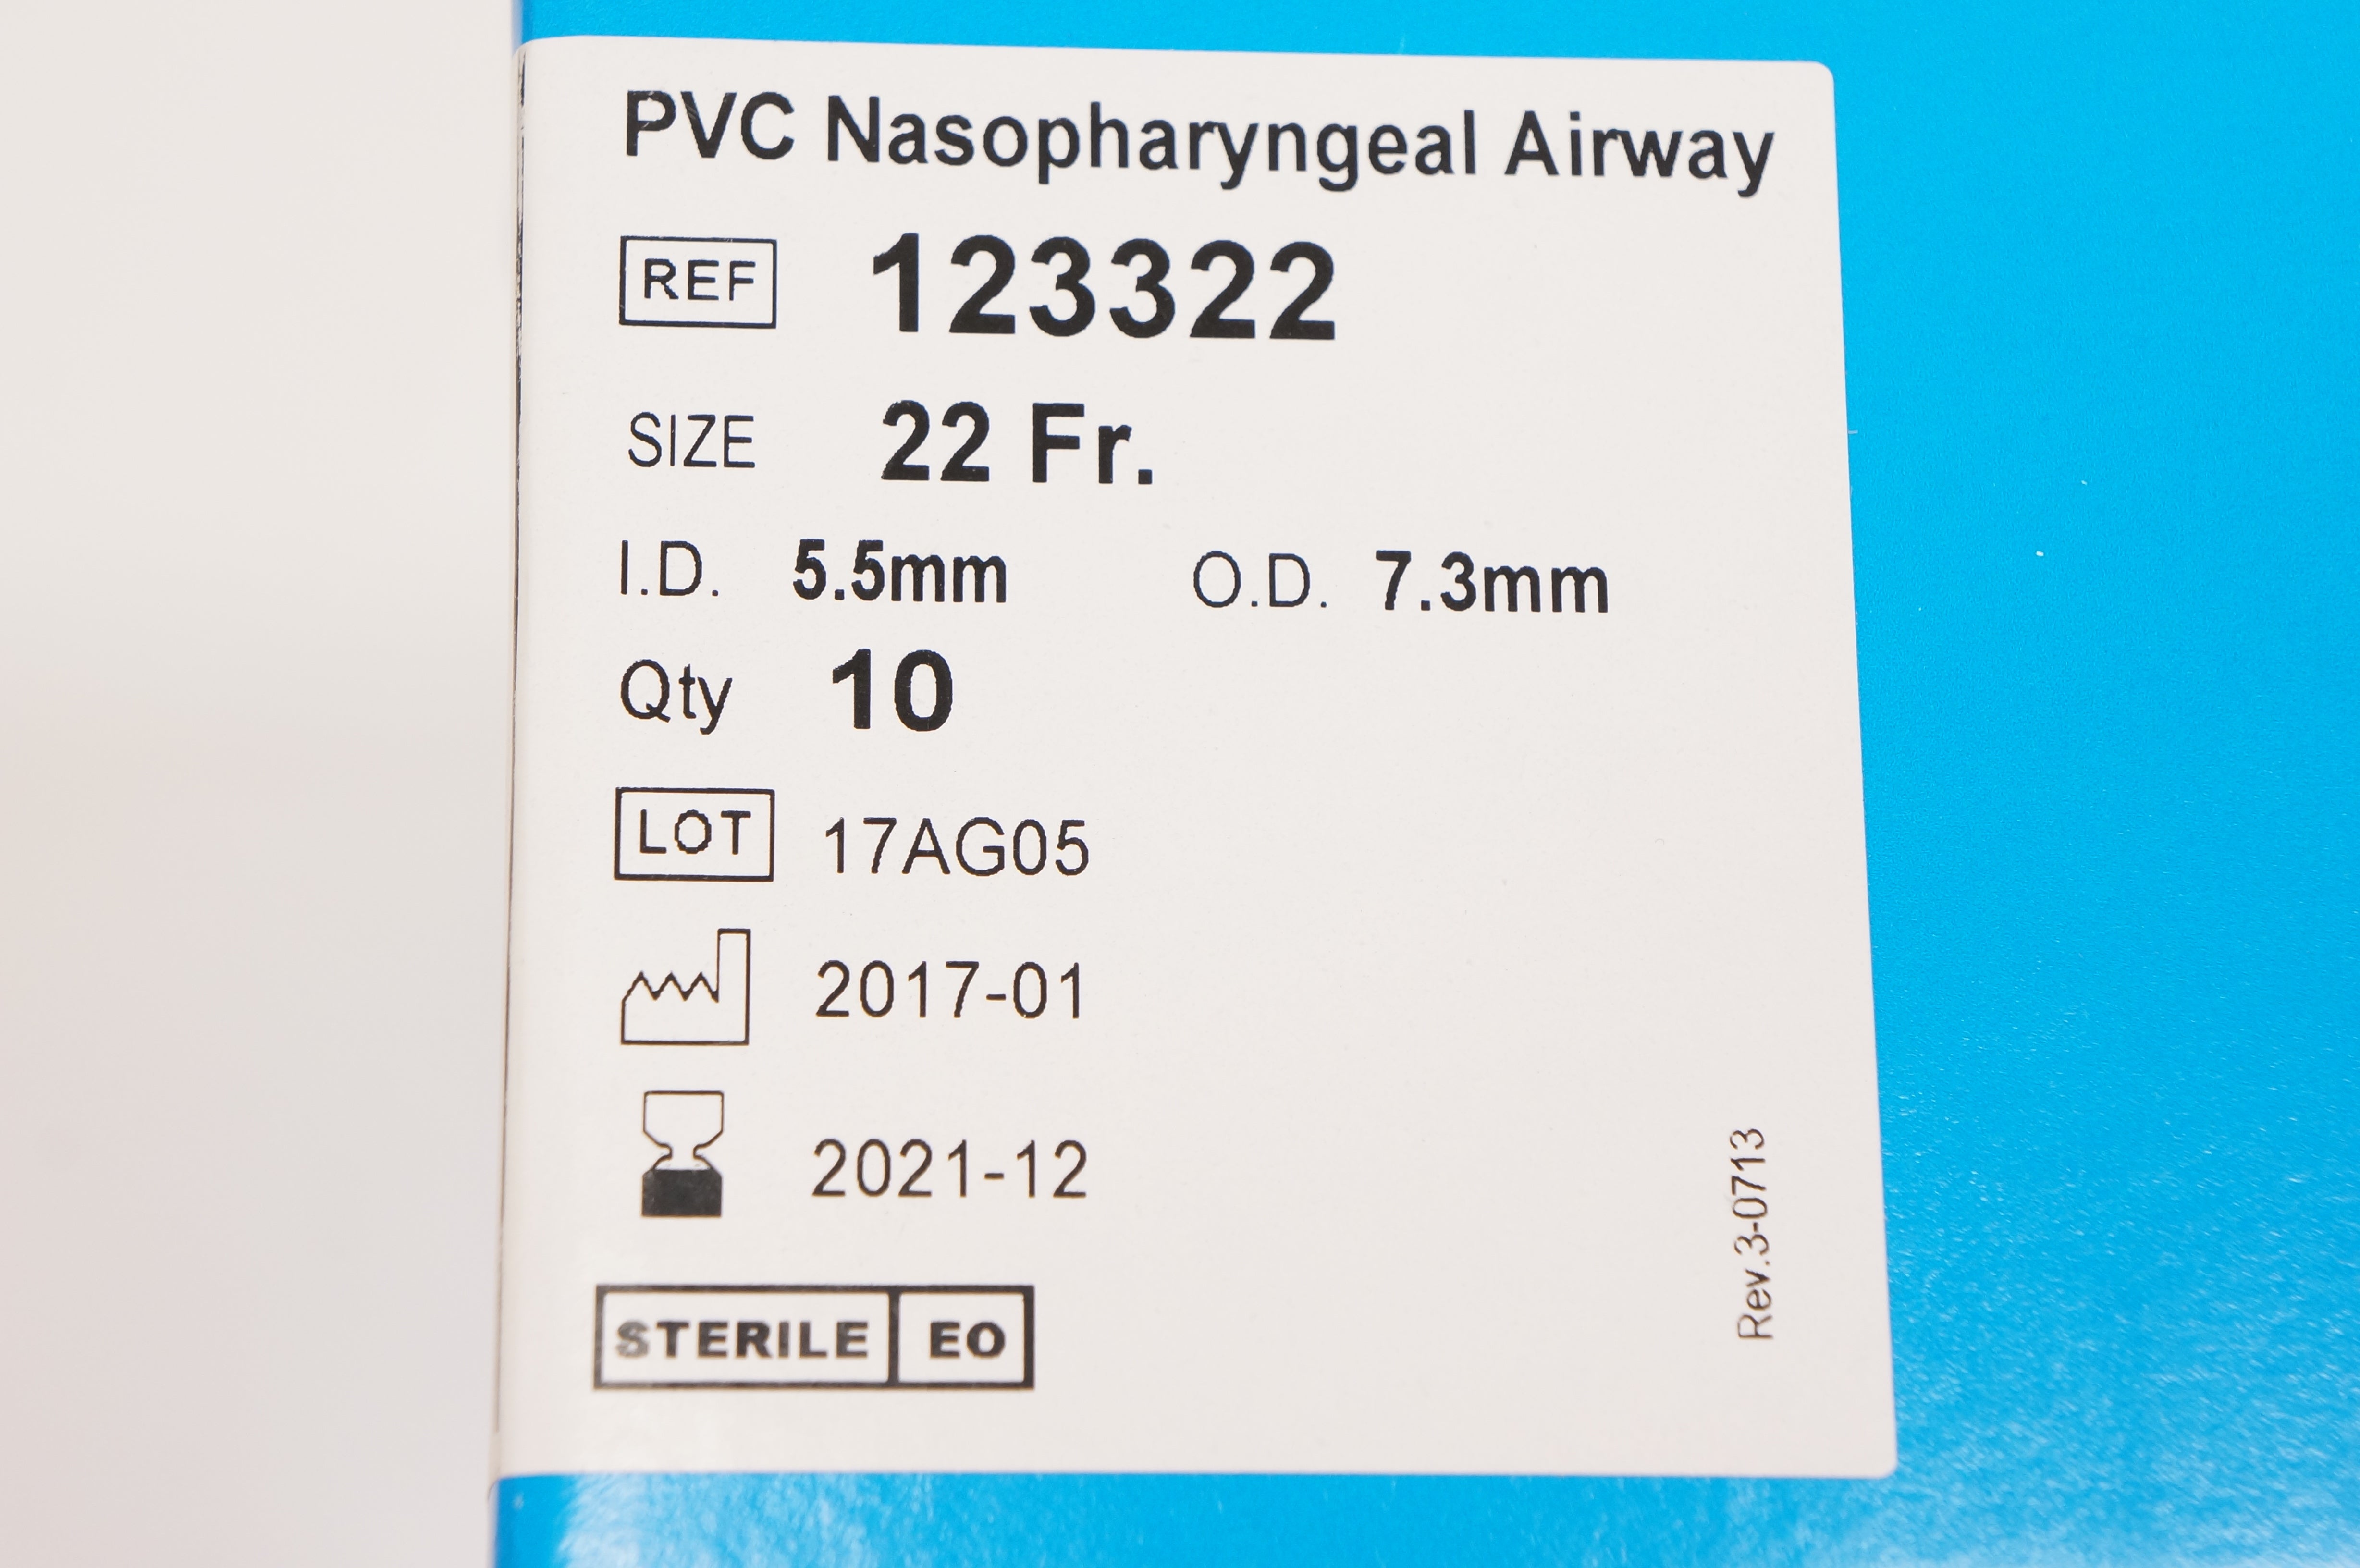 PVC Nasopharyngeal Airway
REF 123322
SIZE 22 Fr.
I.D. 5.5mm O.D. 7.3mm
Qty 10
LOT 17AG05
2017-01
2021-12
STERILE EO
Rev.3-0713